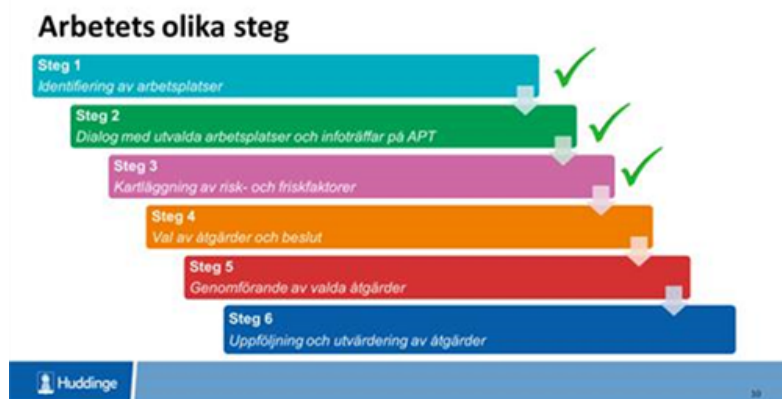 Arbetets olika steg
Steg 1
Identifiering av arbetsplatser
Steg 2
Dialog med utvalda arbetsplatser och infoträffar på APT
Steg 3
Kartläggning av risk- och friskfaktorer
Steg 4
Val av åtgärder och beslut
Steg 5
Genomförande av valda åtgärder
Steg 6
Uppföljning och utvärdering av åtgärder
Huddinge